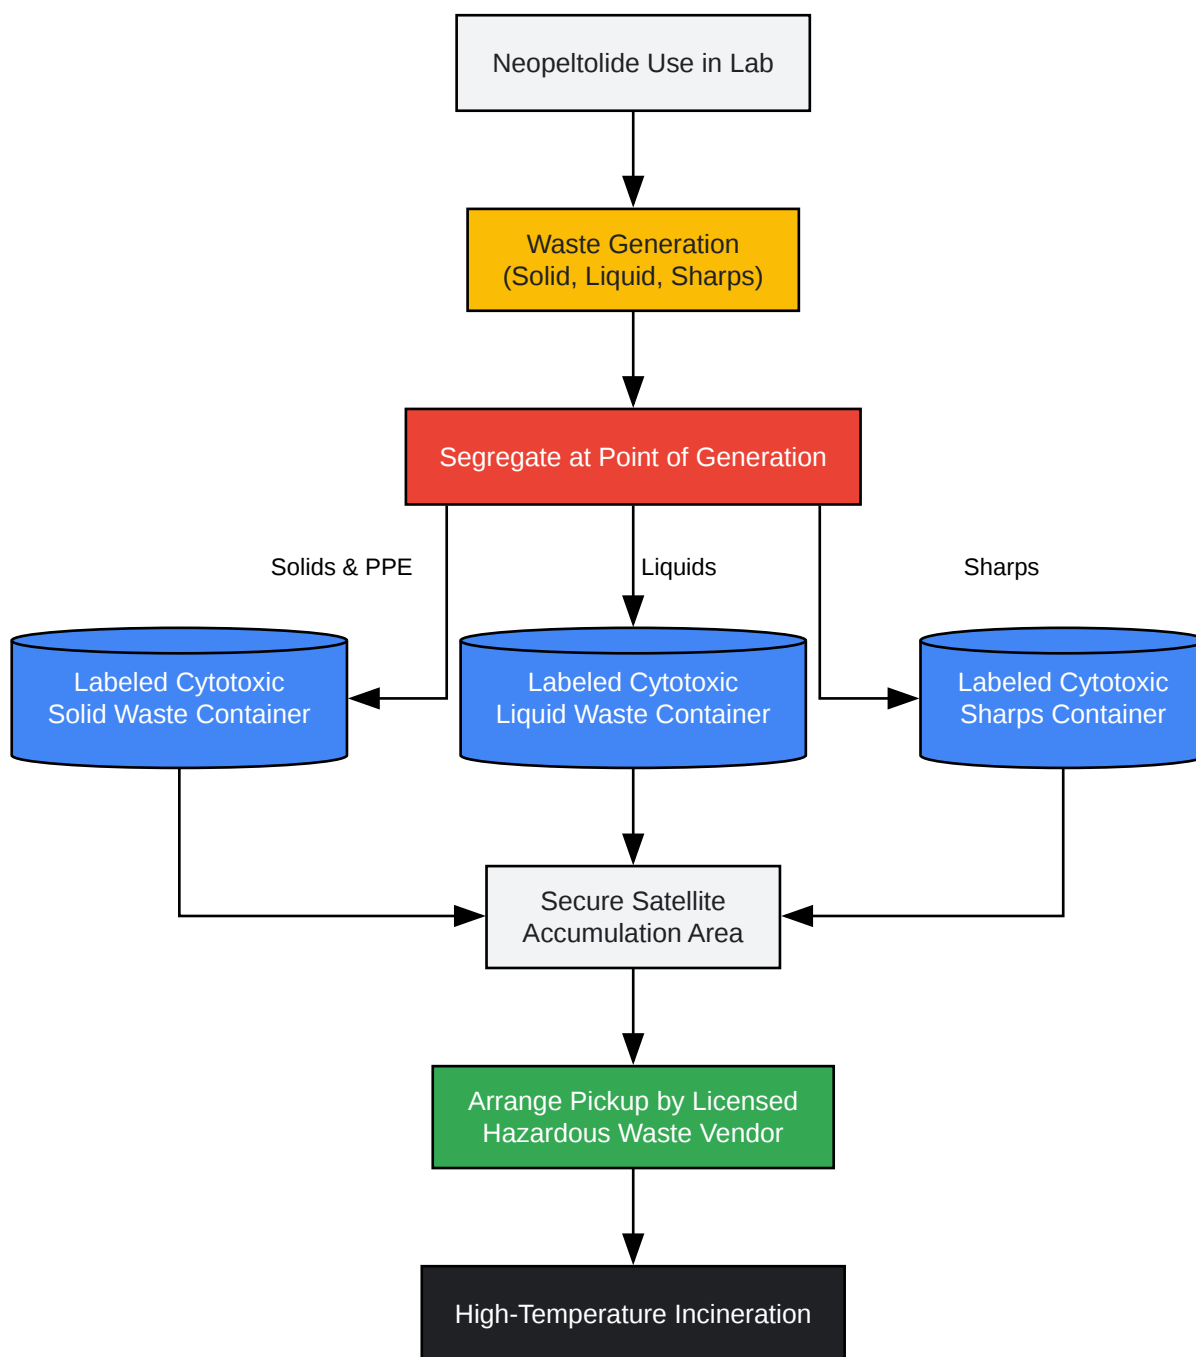 Neopeltolide Use in Lab
Waste Generation
(Solid, Liquid, Sharps)
Segregate at Point of Generation
Solids & PPE
Liquids
Sharps
Labeled Cytotoxic
Solid Waste Container
Labeled Cytotoxic
Liquid Waste Container
Labeled Cytotoxic
Sharps Container
Secure Satellite
Accumulation Area
Arrange Pickup by Licensed
Hazardous Waste Vendor
High-Temperature Incineration